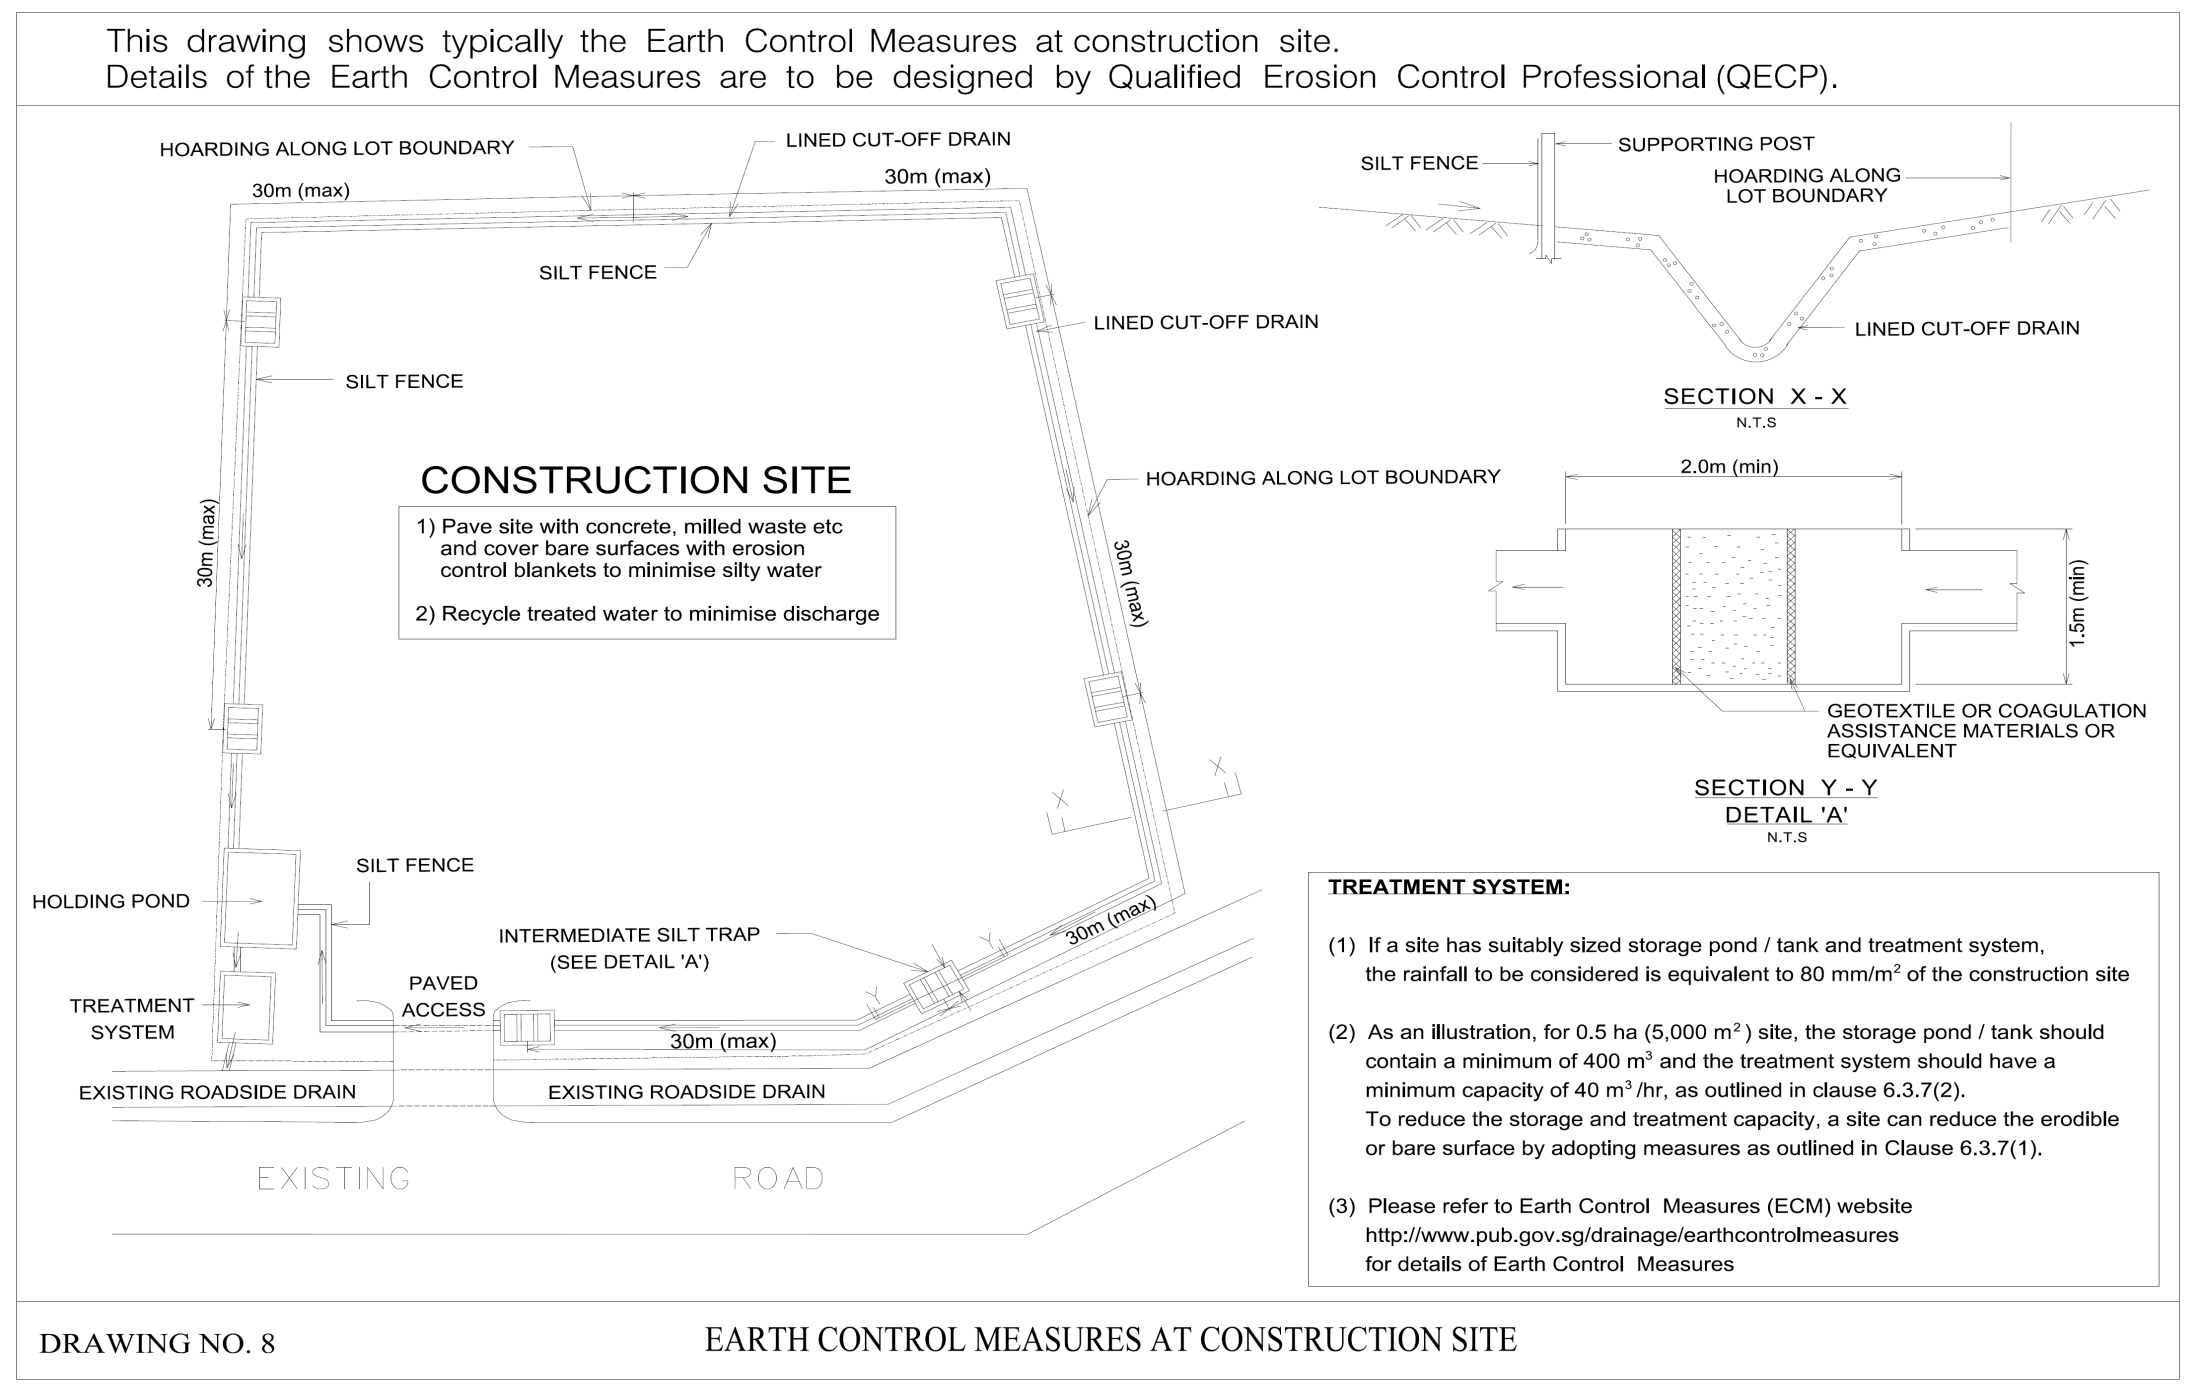 This drawing shows typically the Earth Control Measures at construction site.
Details of the Earth Control Measures are to be designed by Qualified Erosion Control Professional (QECP).
HOARDING ALONG LOT BOUNDARY
LINED CUT-OFF DRAIN
30m (max)
30m (max)
SILT FENCE
LINED CUT-OFF DRAIN
SILT FENCE
CONSTRUCTION SITE
1) Pave site with concrete, milled waste etc
and cover bare surfaces with erosion
control blankets to minimise silty water
2) Recycle treated water to minimise discharge
HOARDING ALONG LOT BOUNDARY
30m (max)
30m (max)
X
X
SILT FENCE
HOLDING POND
30m (max)
INTERMEDIATE SILT TRAP
(SEE DETAIL 'A')
Y
Y
PAVED
ACCESS
TREATMENT
SYSTEM
30m (max)
EXISTING ROADSIDE DRAIN
EXISTING ROADSIDE DRAIN
EXISTING
ROAD
SUPPORTING POST
SILT FENCE
HOARDING ALONG
LOT BOUNDARY
LINED CUT-OFF DRAIN
SECTION X - X
N.T.S
2.0m (min)
1.5m (min)
GEOTEXTILE OR COAGULATION
ASSISTANCE MATERIALS OR
EQUIVALENT
SECTION Y - Y
DETAIL 'A'
N.T.S
TREATMENT SYSTEM:
(1) If a site has suitably sized storage pond / tank and treatment system,
the rainfall to be considered is equivalent to 80 mm/m² of the construction site
(2) As an illustration, for 0.5 ha (5,000 m² ) site, the storage pond / tank should
contain a minimum of 400 m³ and the treatment system should have a
minimum capacity of 40 m³ /hr, as outlined in clause 6.3.7(2).
To reduce the storage and treatment capacity, a site can reduce the erodible
or bare surface by adopting measures as outlined in Clause 6.3.7(1).
(3) Please refer to Earth Control Measures (ECM) website
http://www.pub.gov.sg/drainage/earthcontrolmeasures
for details of Earth Control Measures
DRAWING NO. 8
EARTH CONTROL MEASURES AT CONSTRUCTION SITE